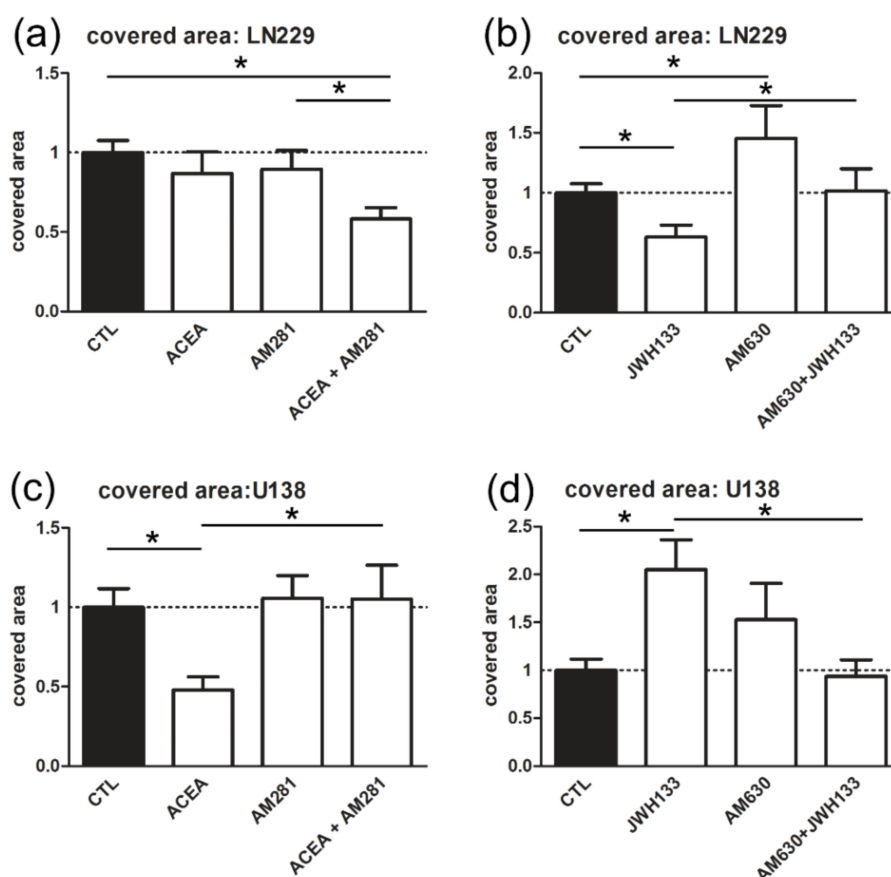 (a) covered area: LN229
covered area
1.5
1
0.5
0.0
*
*
CTL
ACEA
AM281
ACEA + AM281
(b) covered area: LN229
covered area
2.0
1.5
1
0.5
0.0
*
*
*
CTL
JWH133
AM630
AM630+JWH133
(c) covered area:U138
covered area
1.5
1
0.5
0.0
*
*
CTL
ACEA
AM281
ACEA + AM281
(d) covered area: U138
covered area
2.5
2.0
1.5
1
0.5
0.0
*
*
CTL
JWH133
AM630
AM630+JWH133